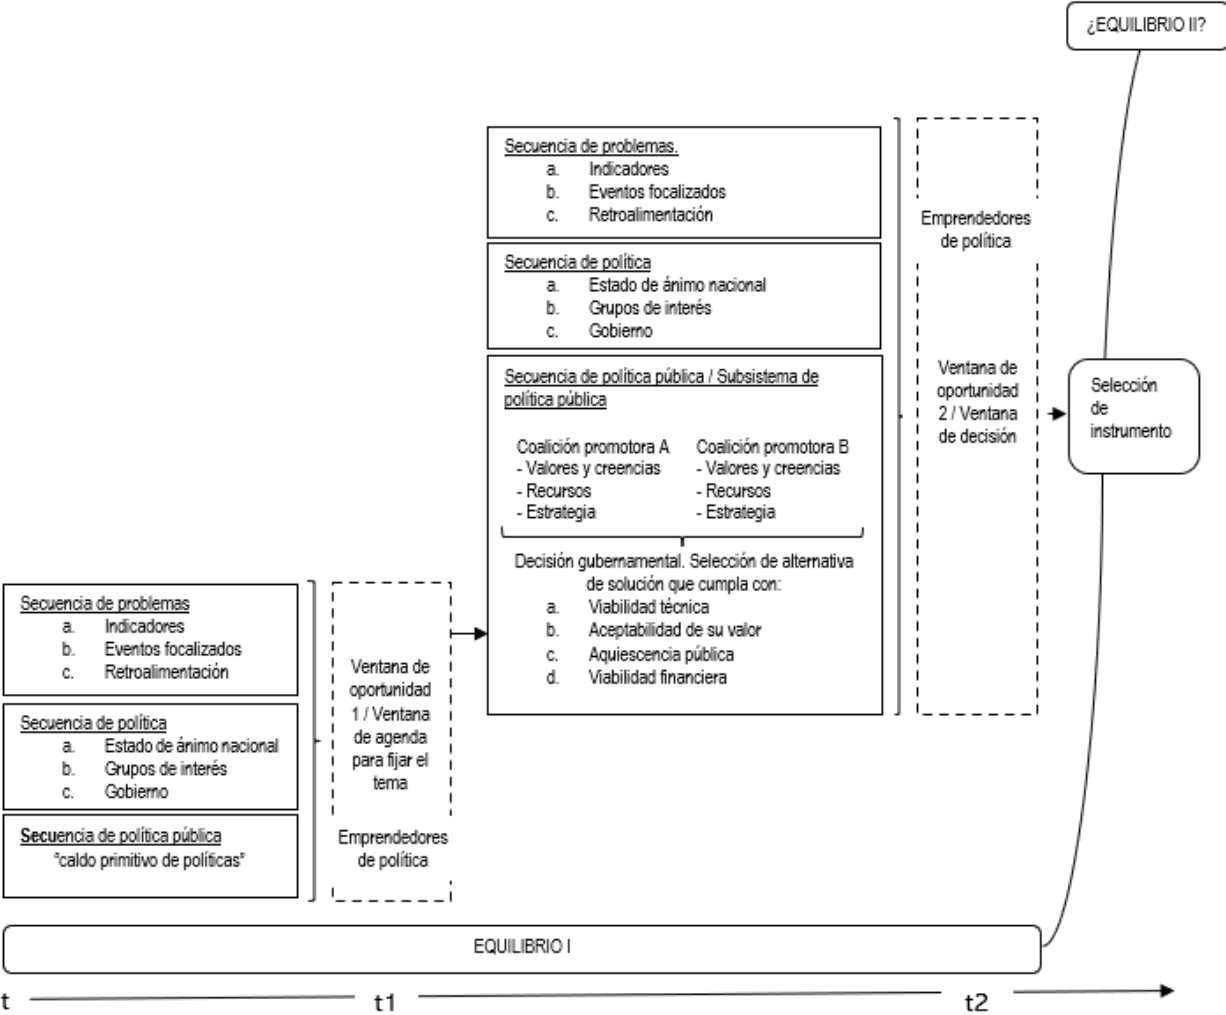 ¿EQUILIBRIO II?
Secuencia de problemas.
a. Indicadores
b. Eventos focalizados
c. Retroalimentación
Secuencia de política
a. Estado de ánimo nacional
b. Grupos de interés
c. Gobierno
Secuencia de política pública / Subsistema de
política pública
Coalición promotora A
- Valores y creencias
- Recursos
- Estrategia
Coalición promotora B
- Valores y creencias
- Recursos
- Estrategia
Decisión gubernamental. Selección de alternativa
de solución que cumpla con:
a. Viabilidad técnica
b. Aceptabilidad de su valor
c. Aquiescencia pública
d. Viabilidad financiera
Emprendedores
de política
Ventana de
oportunidad
2 / Ventana
de decisión
Selección
de
instrumento
Secuencia de problemas
a. Indicadores
b. Eventos focalizados
c. Retroalimentación
Secuencia de política
a. Estado de ánimo nacional
b. Grupos de interés
c. Gobierno
Secuencia de política pública
"caldo primitivo de políticas"
Ventana de
oportunidad
1 / Ventana
de agenda
para fijar el
tema
Emprendedores
de política
EQUILIBRIO I
t
t1
t2